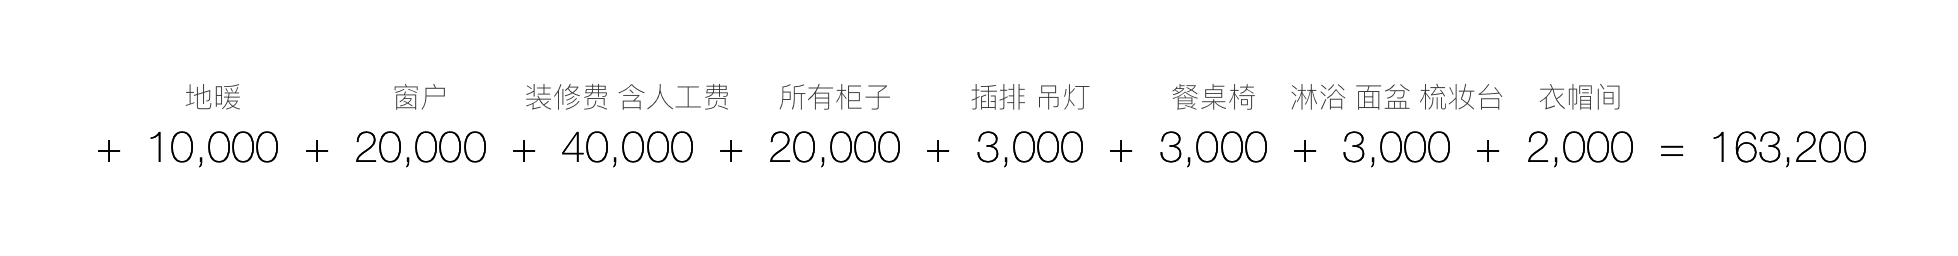 地暖 窗户 装修费 含人工费 所有柜子 插排 吊灯 餐桌椅 淋浴 面盆 梳妆台 衣帽间
+ 10,000 + 20,000 + 40,000 + 20,000 + 3,000 + 3,000 + 3,000 + 2,000 = 163,200